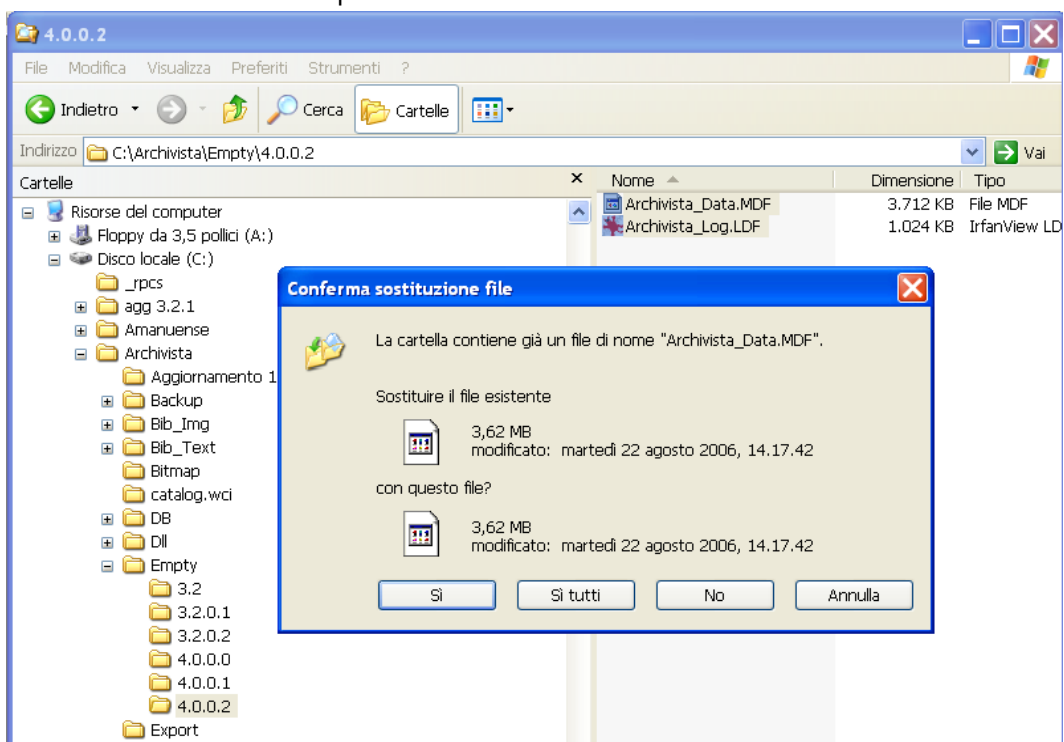 4.0.0.2
File Modifica Visualizza Preferiti Strumenti ?
Indietro Cerca Cartelle
Indirizzo C:\Archivista\Empty\4.0.0.2 Vai
Cartelle × Nome Dimensione Tipo
Risorse del computer
Archivista_Data.MDF 3.712 KB File MDF
Archivista_Log.LDF 1.024 KB IrfanView LD
Floppy da 3,5 pollici (A:)
Disco locale (C:)
_rpcs
agg 3.2.1
Amanuense
Archivista
Aggiornamento 1
Backup
Bib_Img
Bib_Text
Bitmap
catalog.wci
DB
Dll
Empty
3.2
3.2.0.1
3.2.0.2
4.0.0.0
4.0.0.1
4.0.0.2
Export
Conferma sostituzione file
La cartella contiene già un file di nome "Archivista_Data.MDF".
Sostituire il file esistente
3,62 MB
modificato: martedì 22 agosto 2006, 14.17.42
con questo file?
3,62 MB
modificato: martedì 22 agosto 2006, 14.17.42
Sì Sì tutti No Annulla